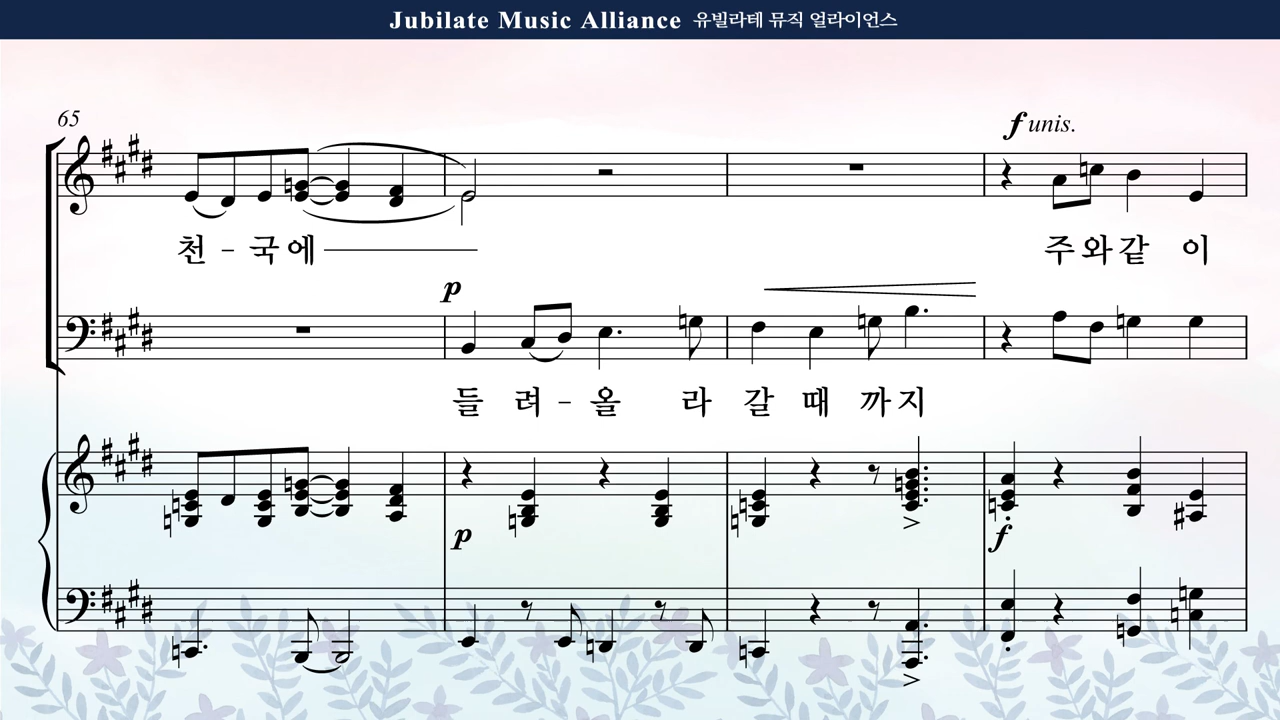 Jubilate Music Alliance 유빌라테 뮤직 얼라이언스
65
f unis.
천 - 국 에
주 와 같 이
p
들 려 - 올 라 갈 때 까 지
p
f